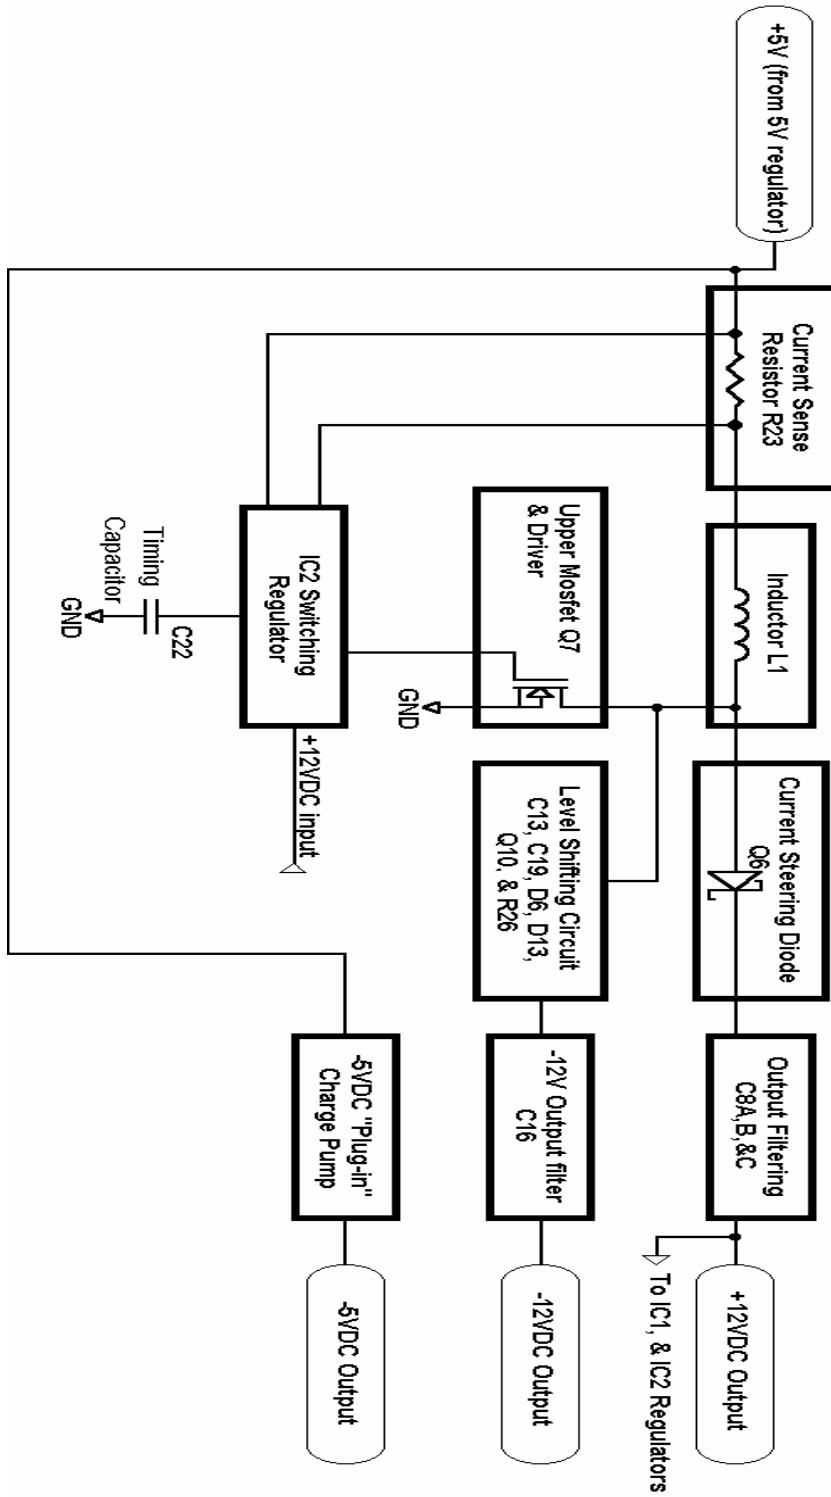 +5V (from 5V regulator)
Current Sense
Resistor R23
Inductor L1
Current Steering Diode
Q6
Output Filtering
C8A,B,&C
+12VDC Output
To IC1, & IC2 Regulators
Upper Mosfet Q7
& Driver
GND
Level Shifting Circuit
C13, C19, D6, D13,
Q10, & R26
-12V Output filter
C16
-12VDC Output
IC2 Switching
Regulator
+12VDC input
C22
Timing
Capacitor
GND
-5VDC "Plug-in"
Charge Pump
-5VDC Output